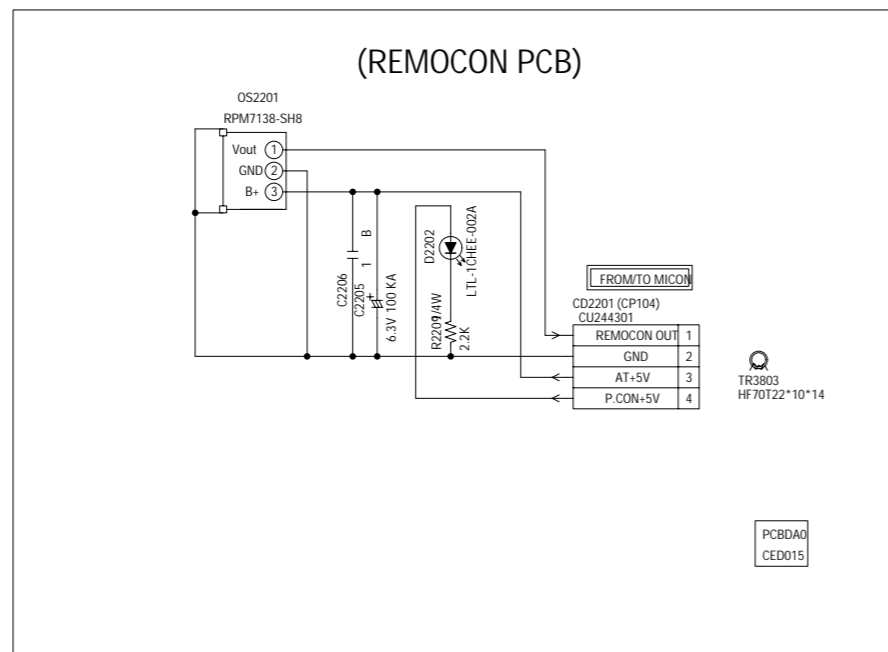 (REMOCON PCB)
OS2201
RPM7138-SH8
Vout 1
GND 2
B+ 3
C2206
1 B
C2205
6.3V 100 KA
+
D2202
LTL-1CHEE-002A
R2209
1/4W
2.2K
FROM/TO MICON
CD2201 (CP104)
CU244301
REMOCON OUT 1
GND 2
AT+5V 3
P.CON+5V 4
TR3803
HF70T22*10*14
PCBDA0
CED015